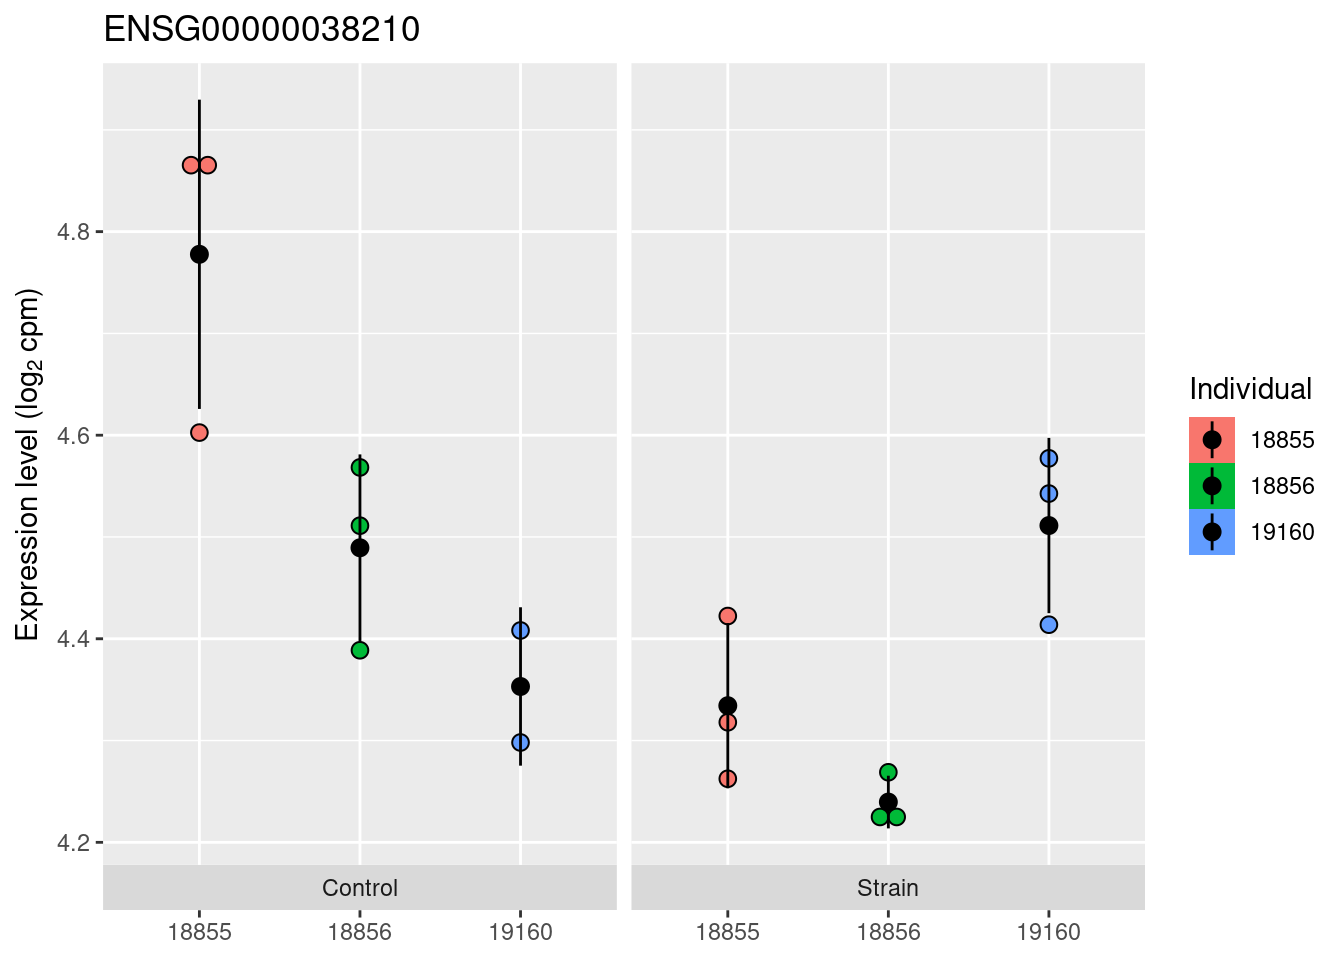 ENSG00000038210
Expression level (log₂ cpm)
4.8
4.6
4.4
4.2
Control
Strain
18855 18856 19160
18855 18856 19160
Individual
18855
18856
19160